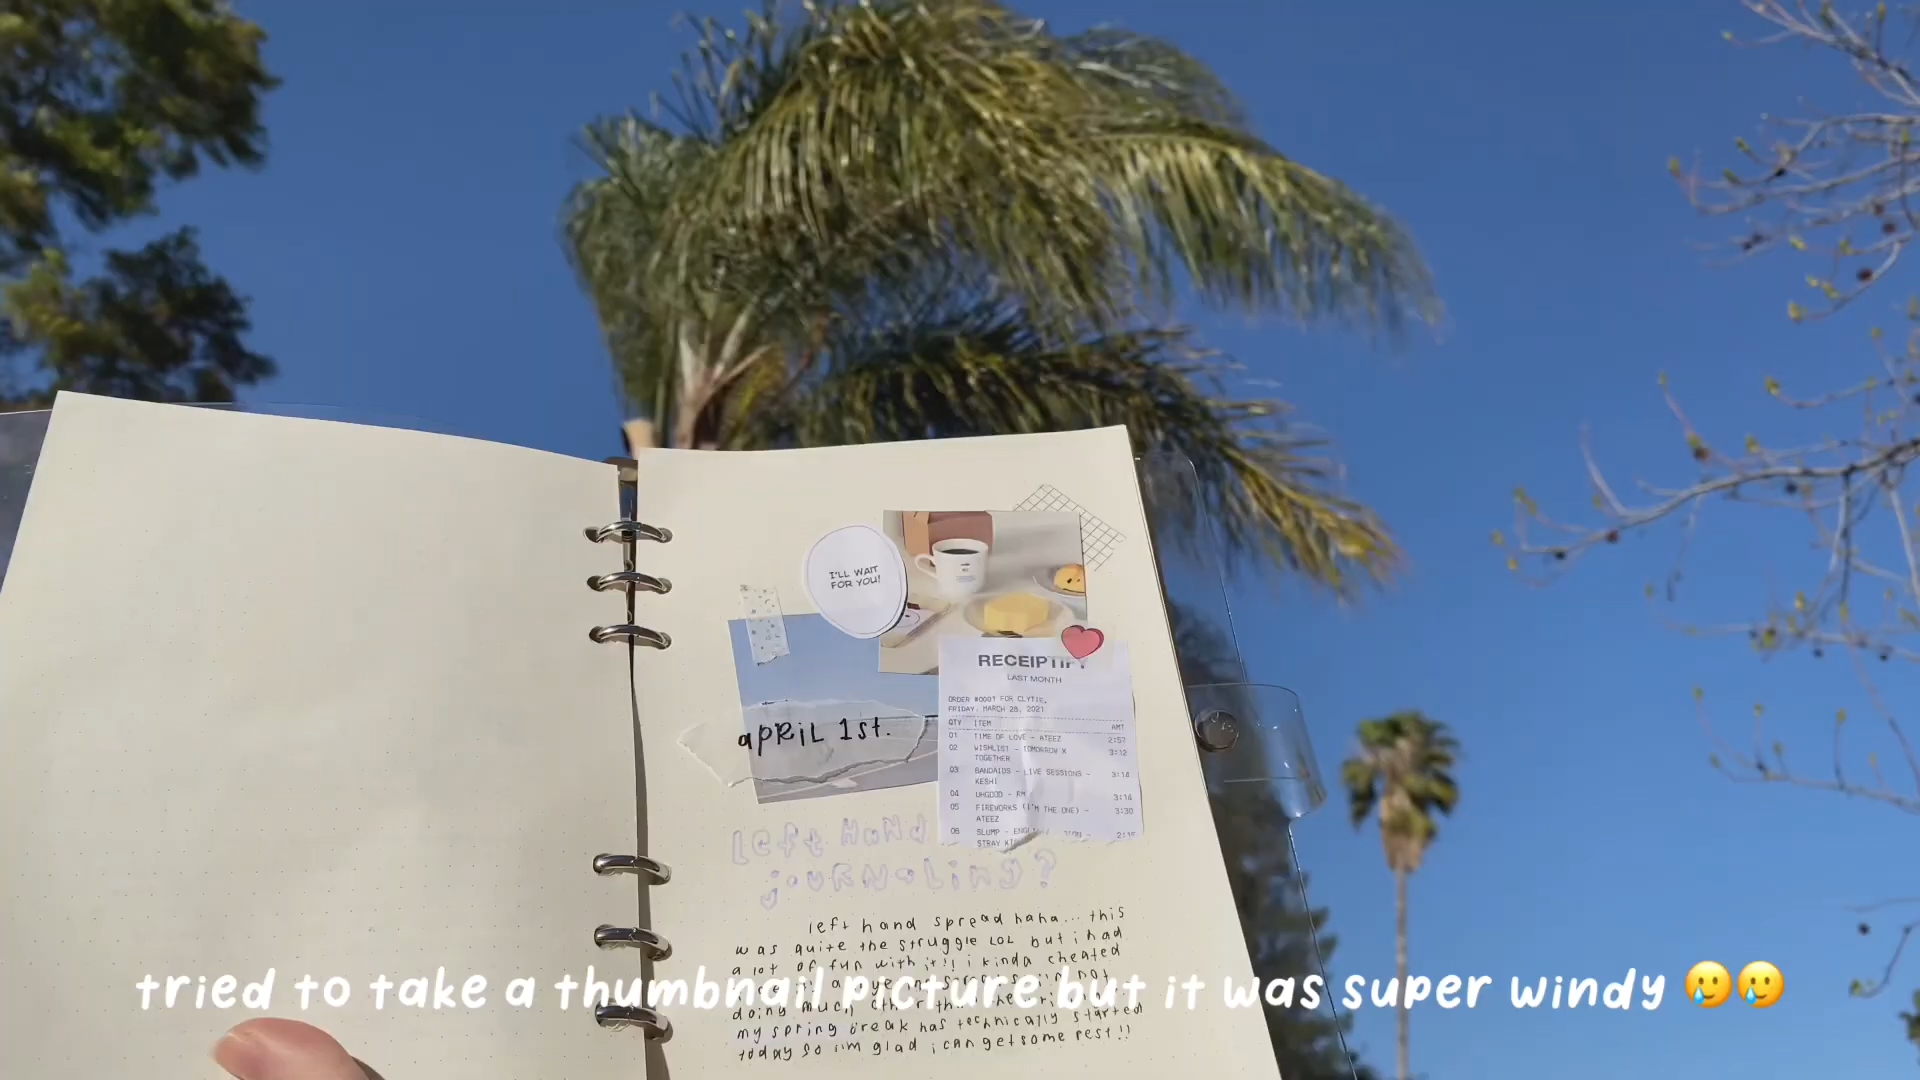 I'LL WAIT
FOR YOU!
april 1st.
RECEIPTIFY
LAST MONTH
ORDER #0001 FOR CLYTIE,
FRIDAY, MARCH 26, 2021
QTY ITEM AMT
01 TIME OF LOVE - ATEEZ 2:57
02 WISHLIST - TOMORROW X 3:12
TOGETHER
03 BANDAIDS - LIVE SESSIONS - 3:14
KESHI
04 UHGOOD - RM 3:14
05 FIREWORKS (I'M THE ONE) - 3:30
ATEEZ
06 SLUMP -
STRAY
Left Hand
journaling?
left hand spread haha... this
was quite the struggle LOL but i had
a lot of fun with it!! i kinda cheated
doing much
my spring break has technically started
today so i'm glad i can get some rest!!
tried to take a thumbnail picture but it was super windy 🥲🥲